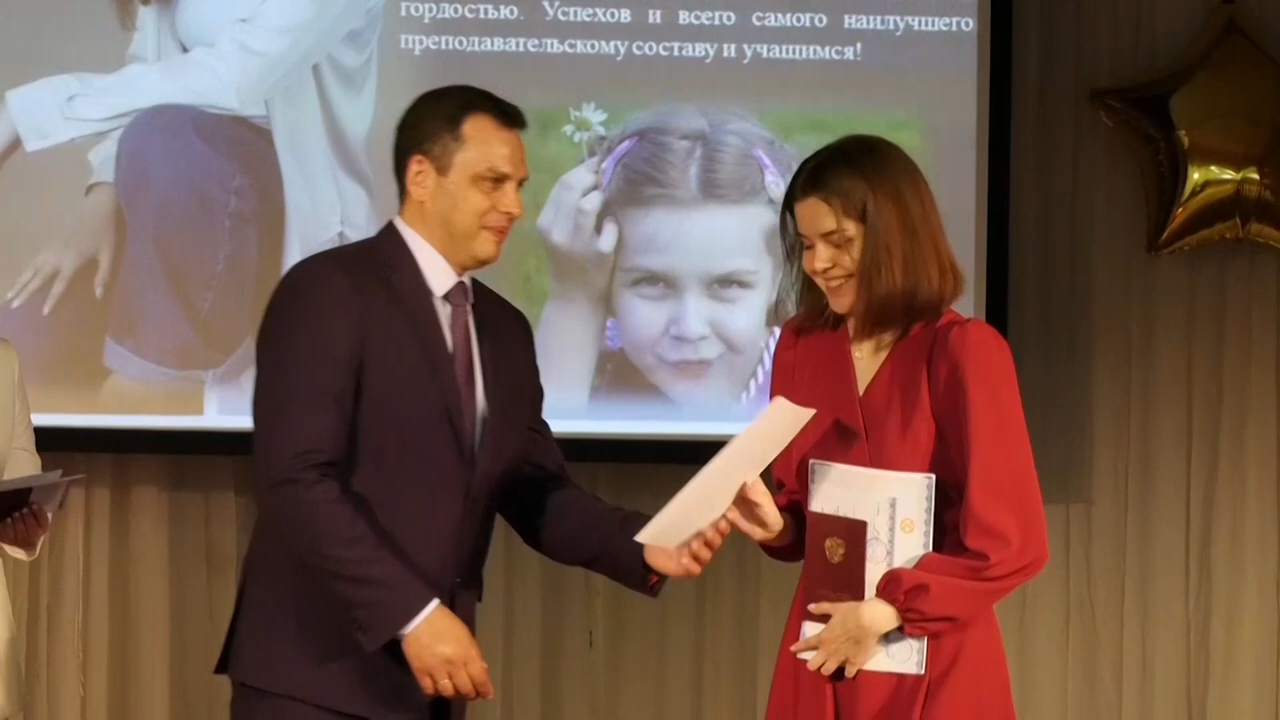 гордостью. Успехов и всего самого наилучшего
преподавательскому составу и учащимся!